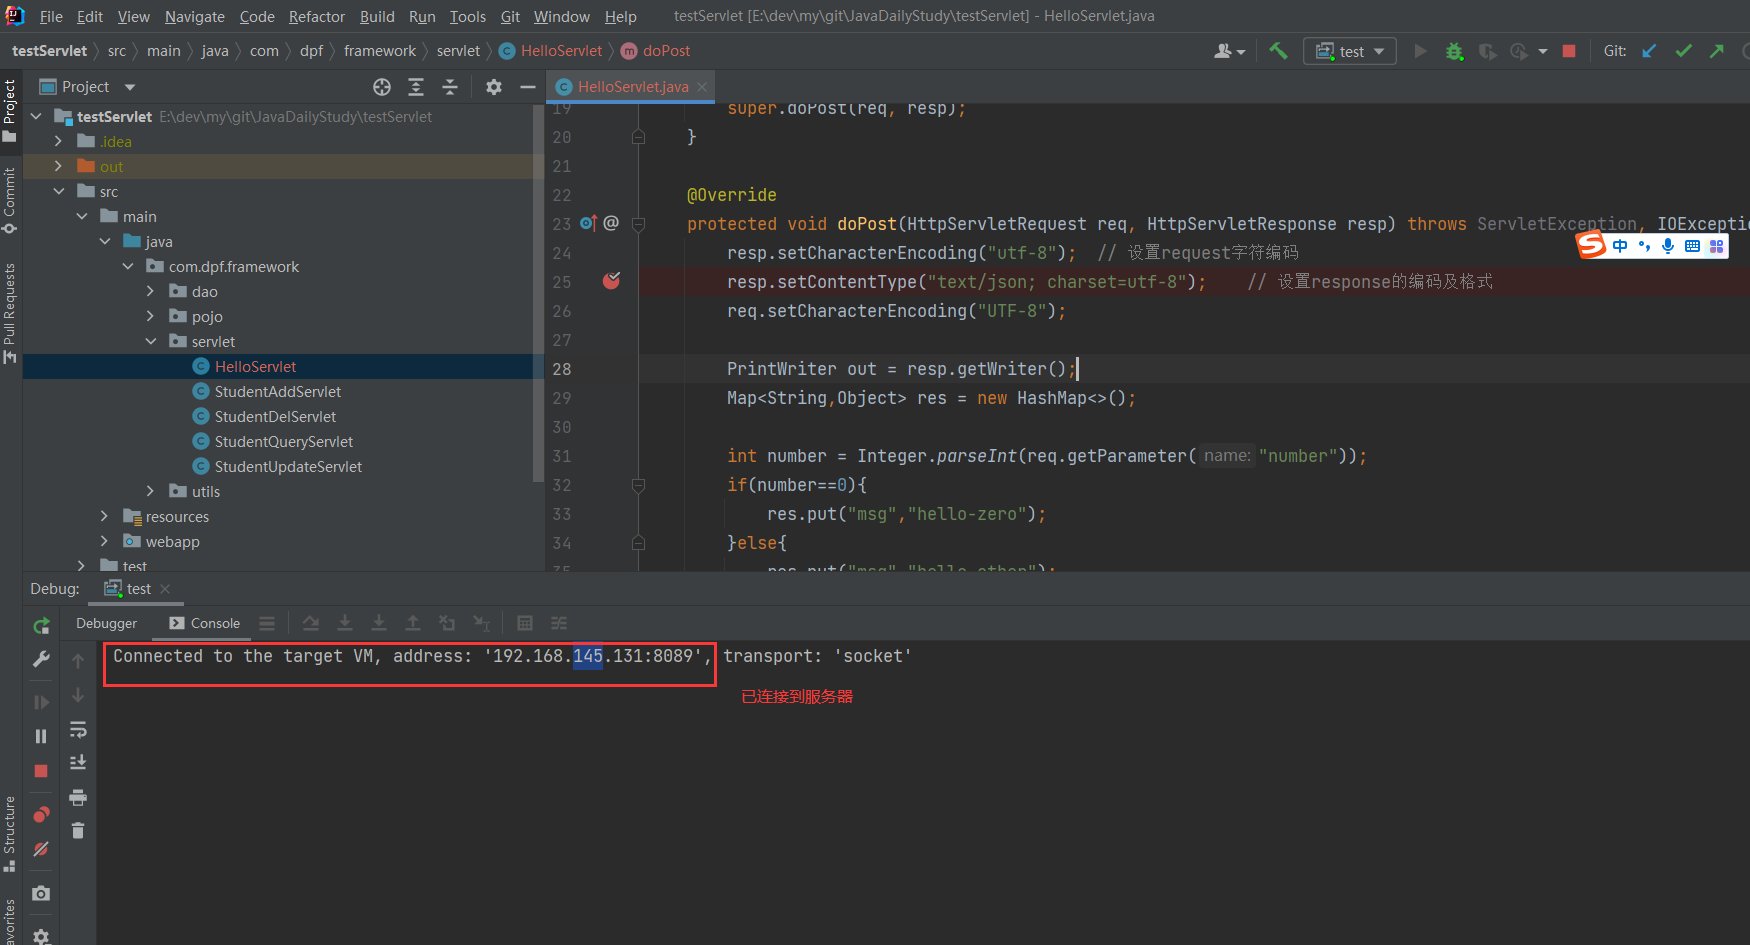 File Edit View Navigate Code Refactor Build Run Tools Git Window Help testServlet [E:\dev\my\git\JavaDailyStudy\testServlet] - HelloServlet.java
testServlet src main java com dpf framework servlet HelloServlet doPost test Git:
Project HelloServlet.java
testServlet E:\dev\my\git\JavaDailyStudy\testServlet
.idea
out
src
main
java
com.dpf.framework
dao
pojo
servlet
HelloServlet
StudentAddServlet
StudentDelServlet
StudentQueryServlet
StudentUpdateServlet
utils
resources
webapp
test
Project
Commit
Pull Requests
Structure
avorites
19 super.doPost(req, resp);
20 }
21
22 @Override
23 @ protected void doPost(HttpServletRequest req, HttpServletResponse resp) throws ServletException, IOExceptio
24 resp.setCharacterEncoding("utf-8"); // 设置request字符编码
25 resp.setContentType("text/json; charset=utf-8"); // 设置response的编码及格式
26 req.setCharacterEncoding("UTF-8");
27
28 PrintWriter out = resp.getWriter();
29 Map<String,Object> res = new HashMap<>();
30
31 int number = Integer.parseInt(req.getParameter( name: "number"));
32 if(number==0){
33 res.put("msg","hello-zero");
34 }else{
35 res.put("msg","hello-other");
中
Debug: test
Debugger Console
Connected to the target VM, address: '192.168.145.131:8089', transport: 'socket'
已连接到服务器